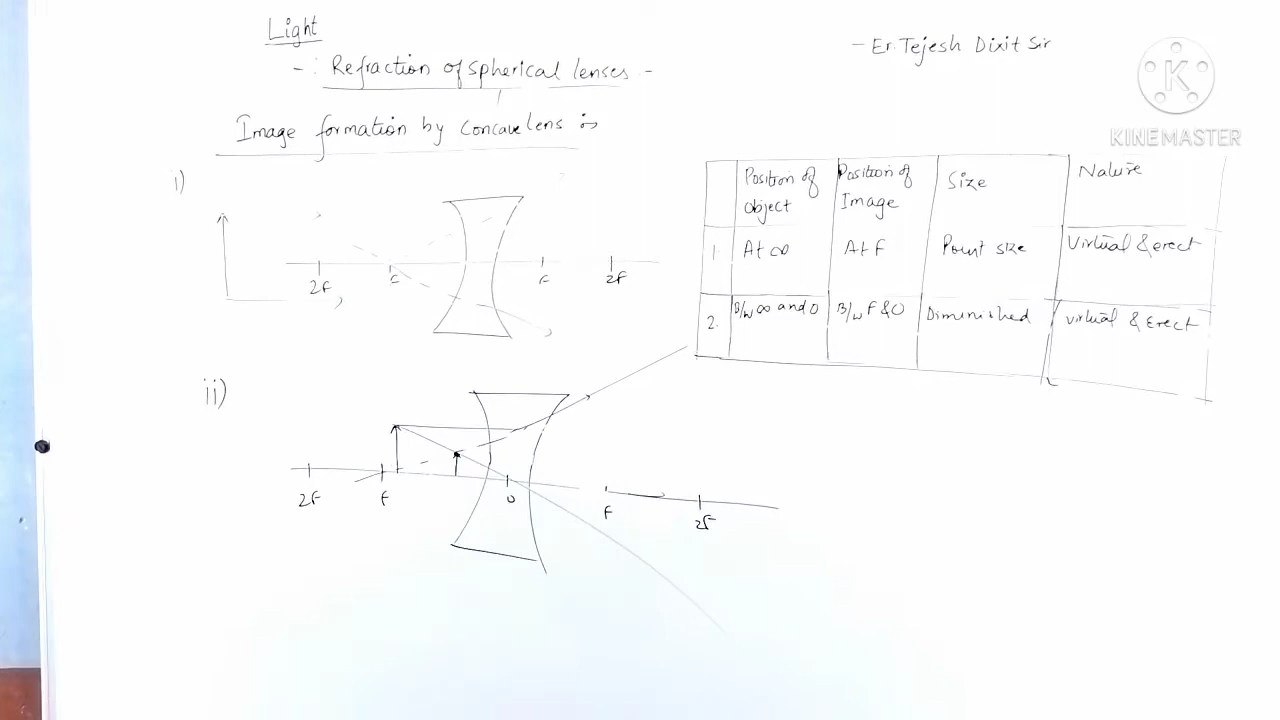 Light
- Er. Tejesh Dixit Sir
- : Refraction of spherical lenses -
Image formation by concave lens :-
KINEMASTER
i)
Position of object
Position of Image
Size
Nature
1. At ∞ At F Point size Virtual & erect
2. B/w ∞ and O B/w F & O Diminished Virtual & Erect
2F F F 2F
ii)
2F F O F 2F